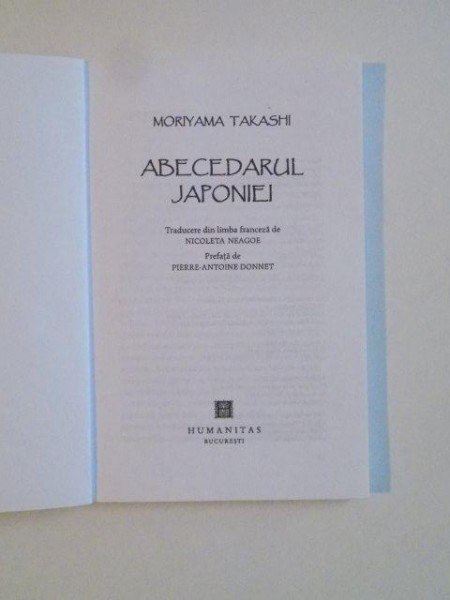 MORIYAMA TAKASHI
ABECEDARUL
JAPONIEI
Traducere din limba franceză de
NICOLETA NEAGOE
Prefață de
PIERRE-ANTOINE DONNET
HUMANITAS
BUCUREȘTI